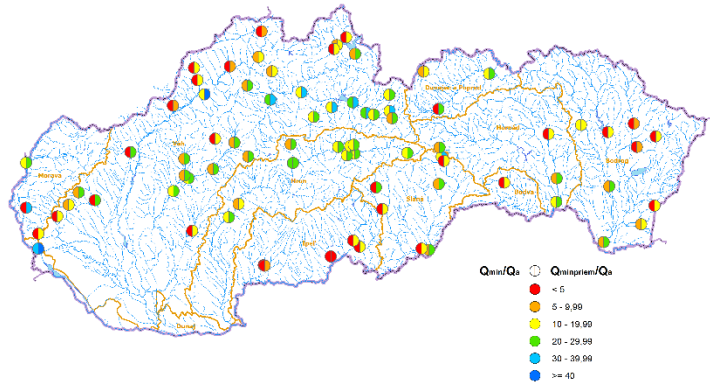 Dunajec a Poprad
Hornád
Váh
Bodrog
Morava
Hron
Slaná
Bodva
Ipeľ
Dunaj
Qmin/Qa Qminpriem/Qa
< 5
5 - 9,99
10 - 19,99
20 - 29,99
30 - 39,99
>= 40